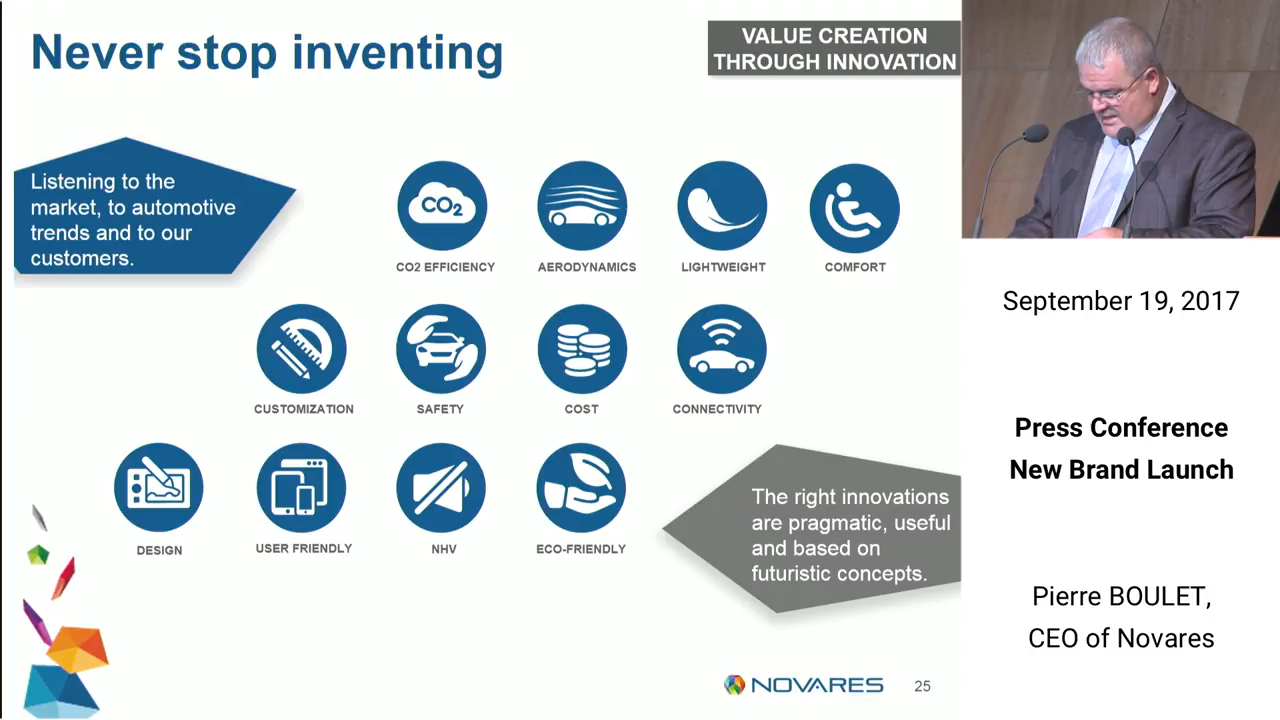 Never stop inventing
VALUE CREATION
THROUGH INNOVATION
Listening to the
market, to automotive
trends and to our
customers.
CO2
CO2 EFFICIENCY
AERODYNAMICS
LIGHTWEIGHT
COMFORT
CUSTOMIZATION
SAFETY
COST
CONNECTIVITY
DESIGN
USER FRIENDLY
NHV
ECO-FRIENDLY
The right innovations
are pragmatic, useful
and based on
futuristic concepts.
NOVARES
25
September 19, 2017
Press Conference
New Brand Launch
Pierre BOULET,
CEO of Novares